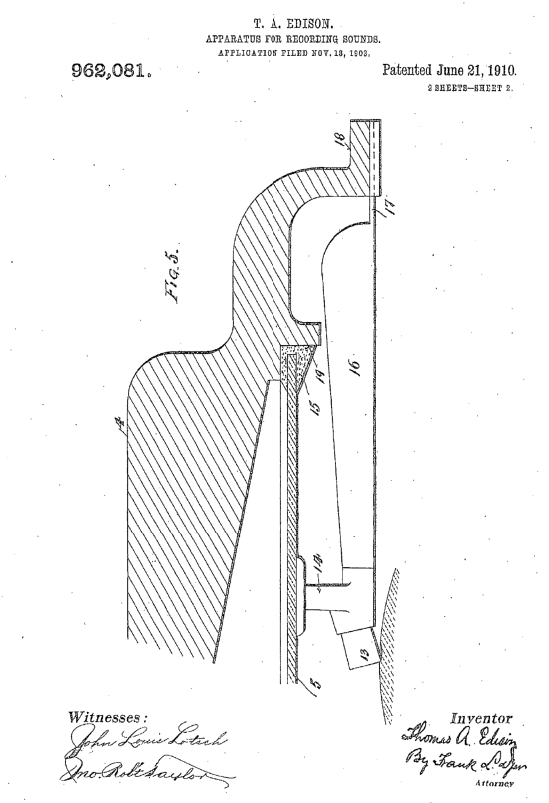 T. A. EDISON.
APPARATUS FOR RECORDING SOUNDS.
APPLICATION FILED NOV. 13, 1903.
962,081.
Patented June 21, 1910.
2 SHEETS—SHEET 2.
18
17
Fig. 5.
16
19
15
4
14
13
5
Witnesses:
John Louis Lotsch
Jno. Robt Taylor
Inventor
Thomas A. Edison
By Frank L. Dyer
Attorney